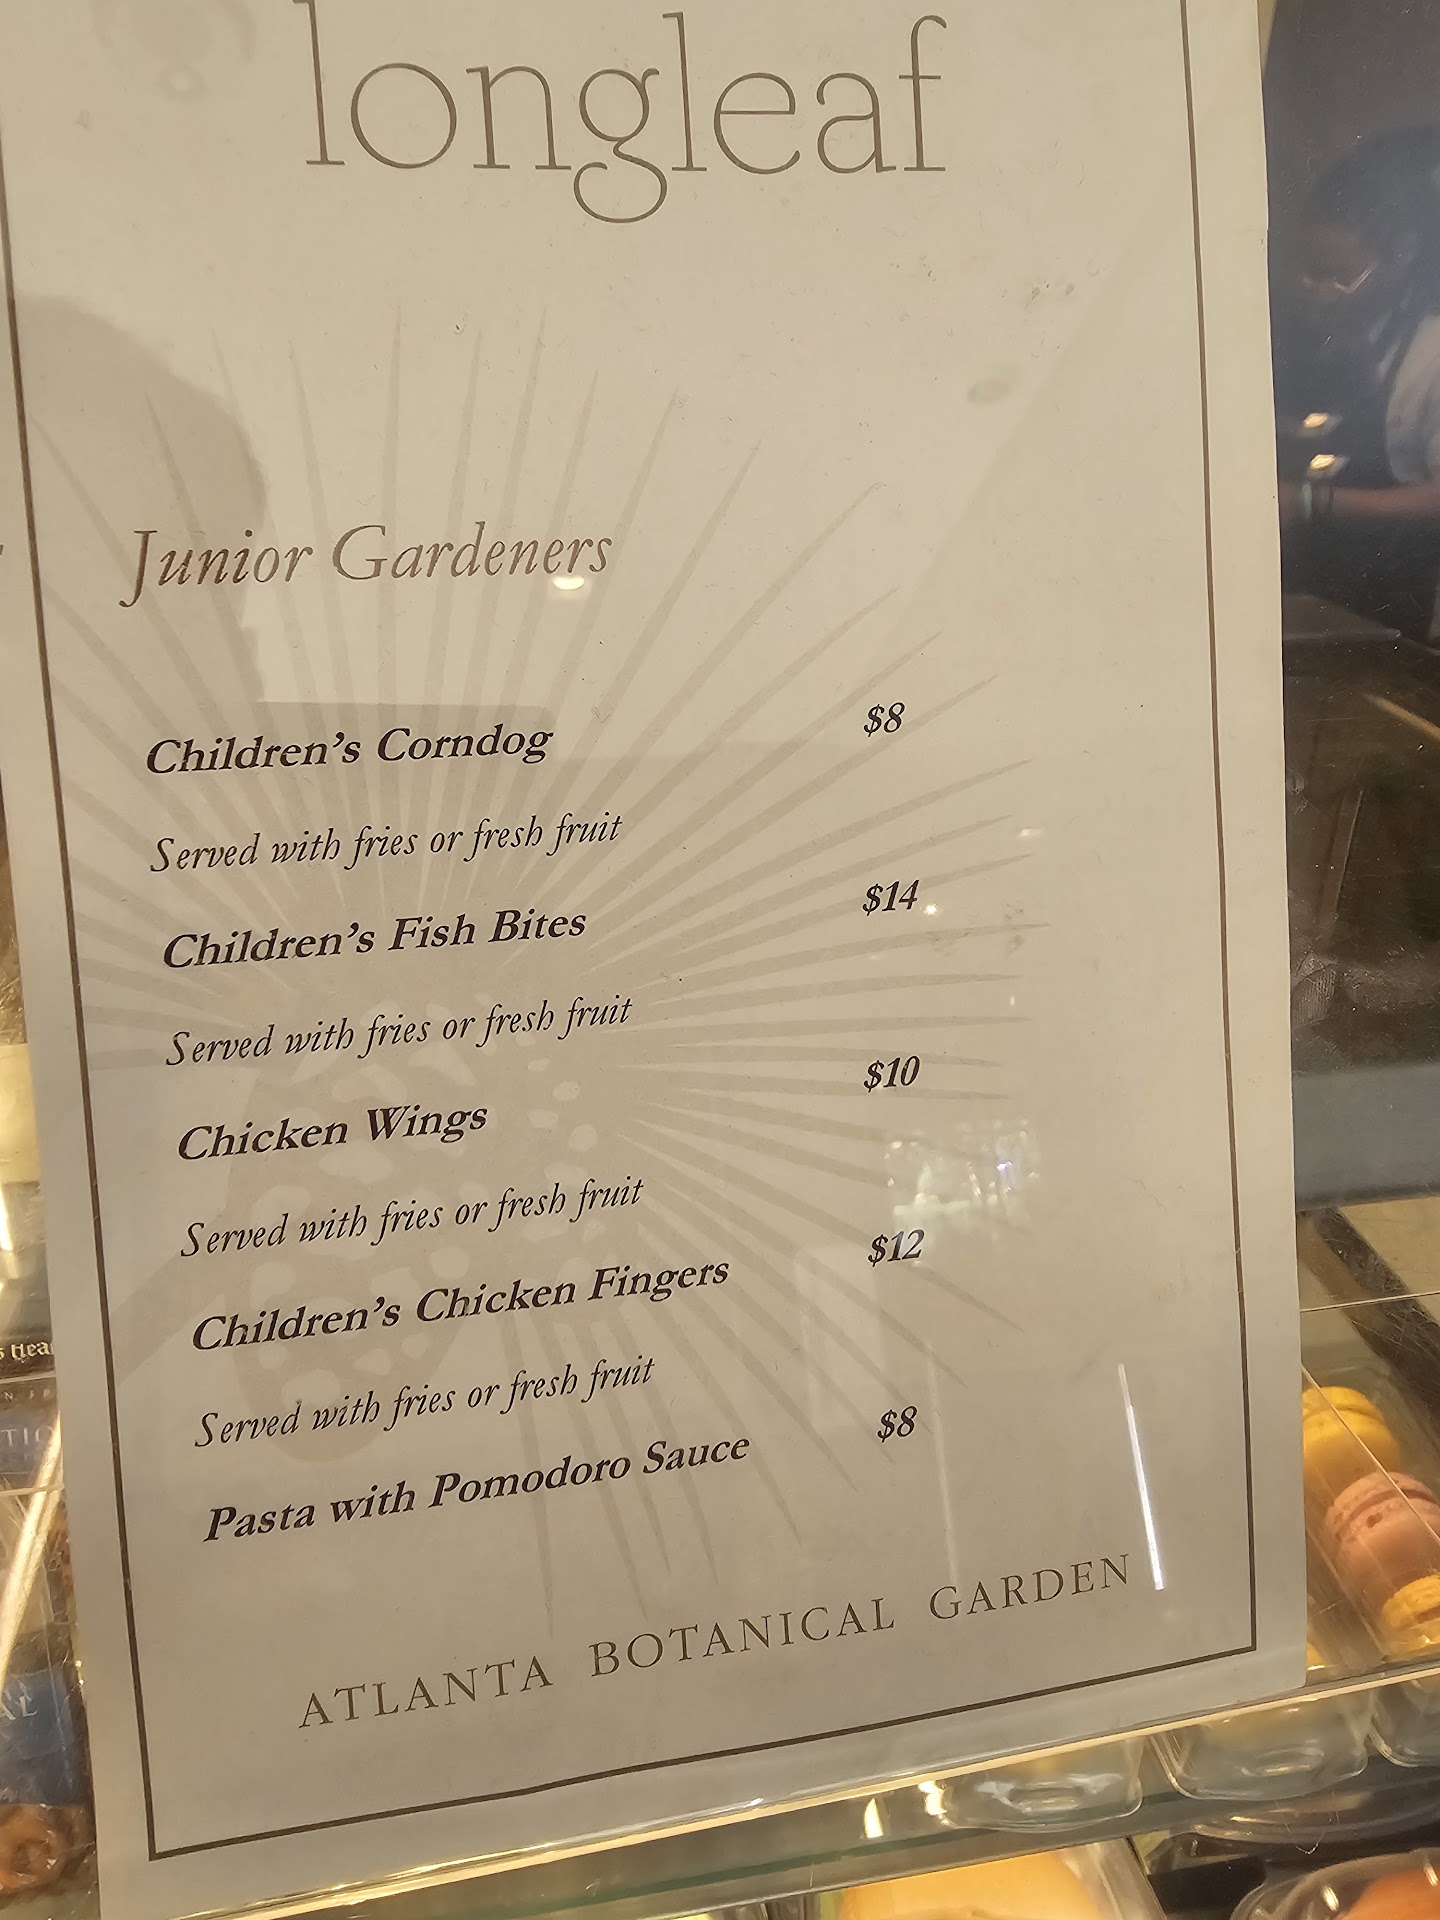 longleaf
Junior Gardeners
Children's Corndog $8
Served with fries or fresh fruit
Children's Fish Bites $14
Served with fries or fresh fruit
Chicken Wings $10
Served with fries or fresh fruit
Children's Chicken Fingers $12
Served with fries or fresh fruit
Pasta with Pomodoro Sauce $8
ATLANTA BOTANICAL GARDEN